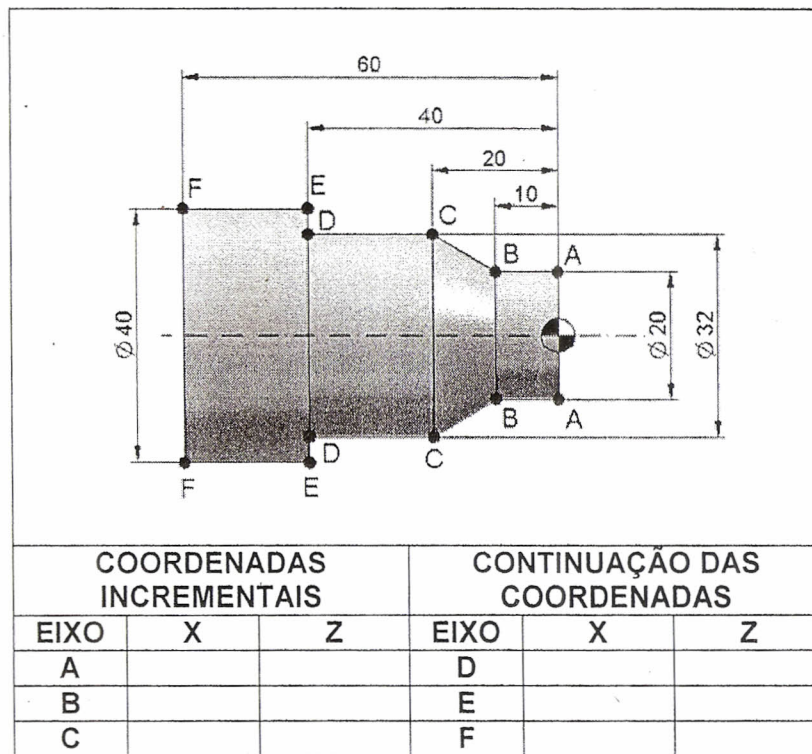 60
40
20
10
F E
D C
B A
Ø40
Ø20
Ø32
B A
D C
F E
COORDENADAS INCREMENTAIS CONTINUAÇÃO DAS COORDENADAS
EIXO X Z EIXO X Z
A D
B E
C F